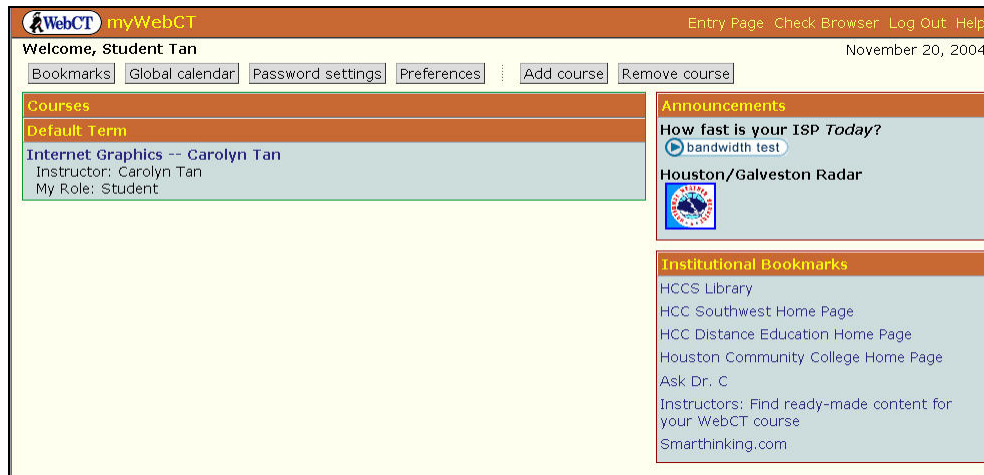 WebCT myWebCT Entry Page Check Browser Log Out Help
Welcome, Student Tan November 20, 2004
Bookmarks Global calendar Password settings Preferences Add course Remove course
Courses
Default Term
Internet Graphics -- Carolyn Tan
Instructor: Carolyn Tan
My Role: Student
Announcements
How fast is your ISP Today?
bandwidth test
Houston/Galveston Radar
Institutional Bookmarks
HCCS Library
HCC Southwest Home Page
HCC Distance Education Home Page
Houston Community College Home Page
Ask Dr. C
Instructors: Find ready-made content for
your WebCT course
Smarthinking.com